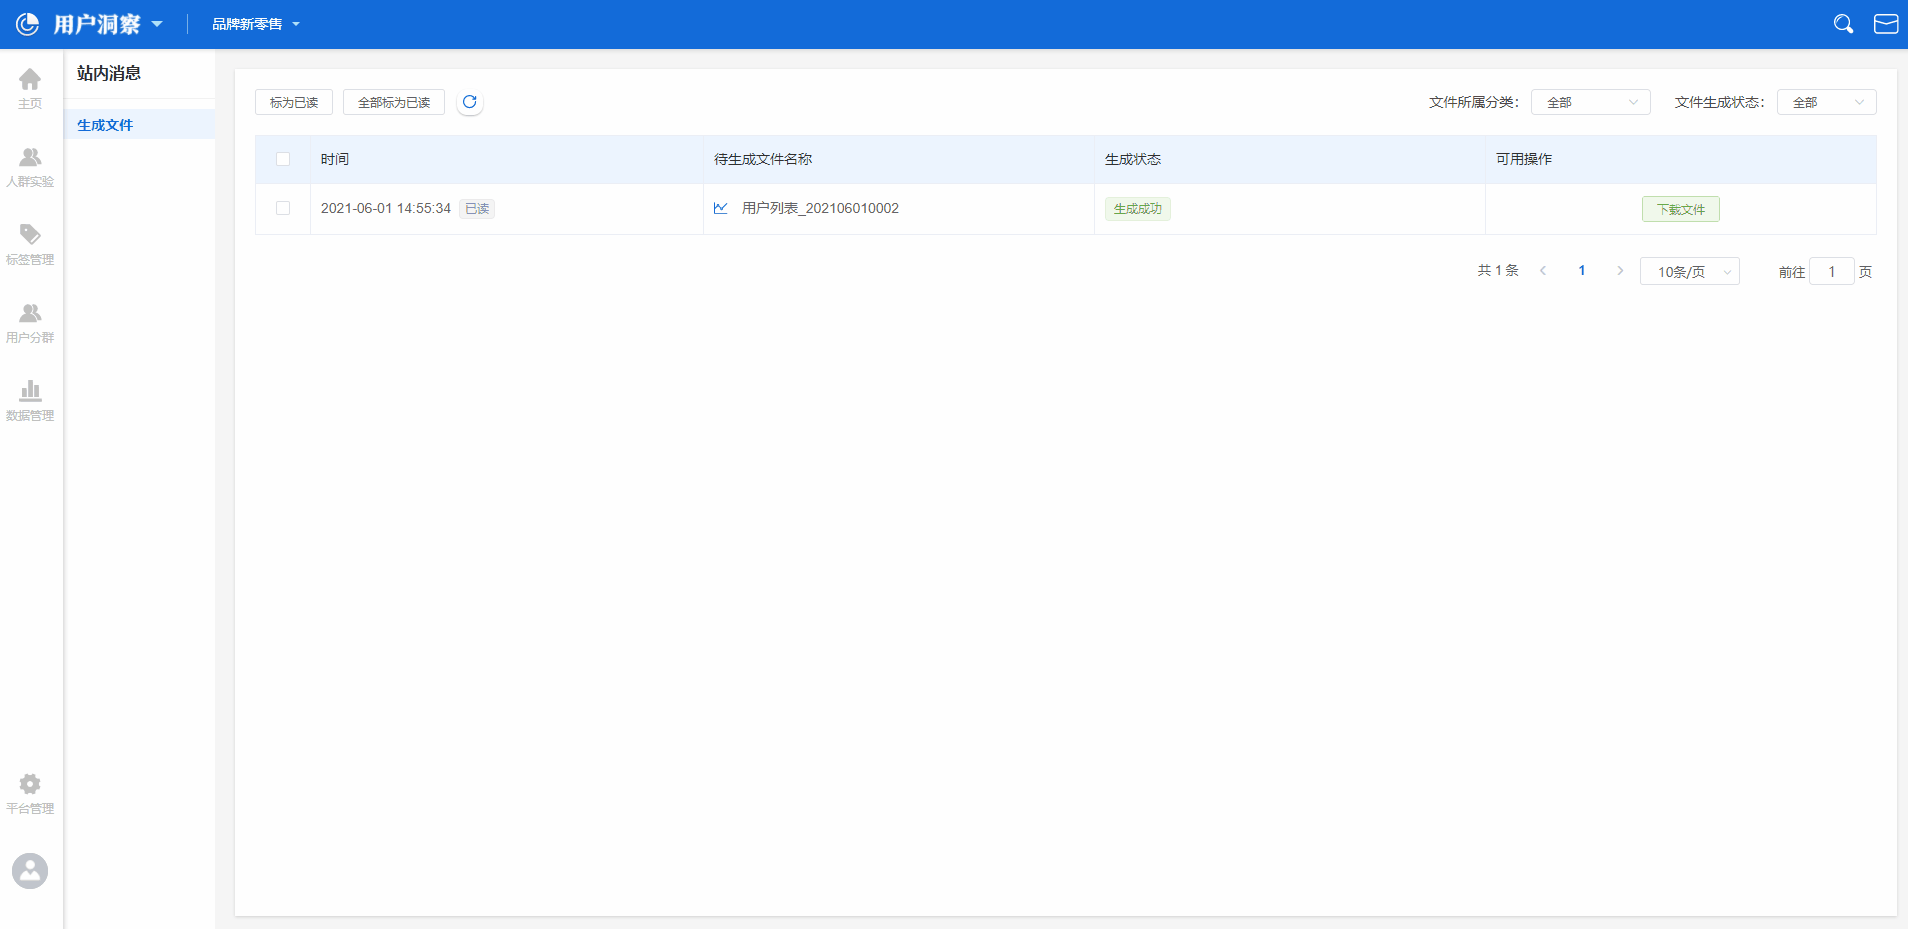 用户洞察
品牌新零售
主页
人群实验
标签管理
用户分群
数据管理
平台管理
站内消息
生成文件
标为已读 全部标为已读 文件所属分类： 全部 文件生成状态： 全部
时间 待生成文件名称 生成状态 可用操作
2021-06-01 14:55:34 已读 用户列表_202106010002 生成成功 下载文件
共 1 条 1 10条/页 前往 1 页